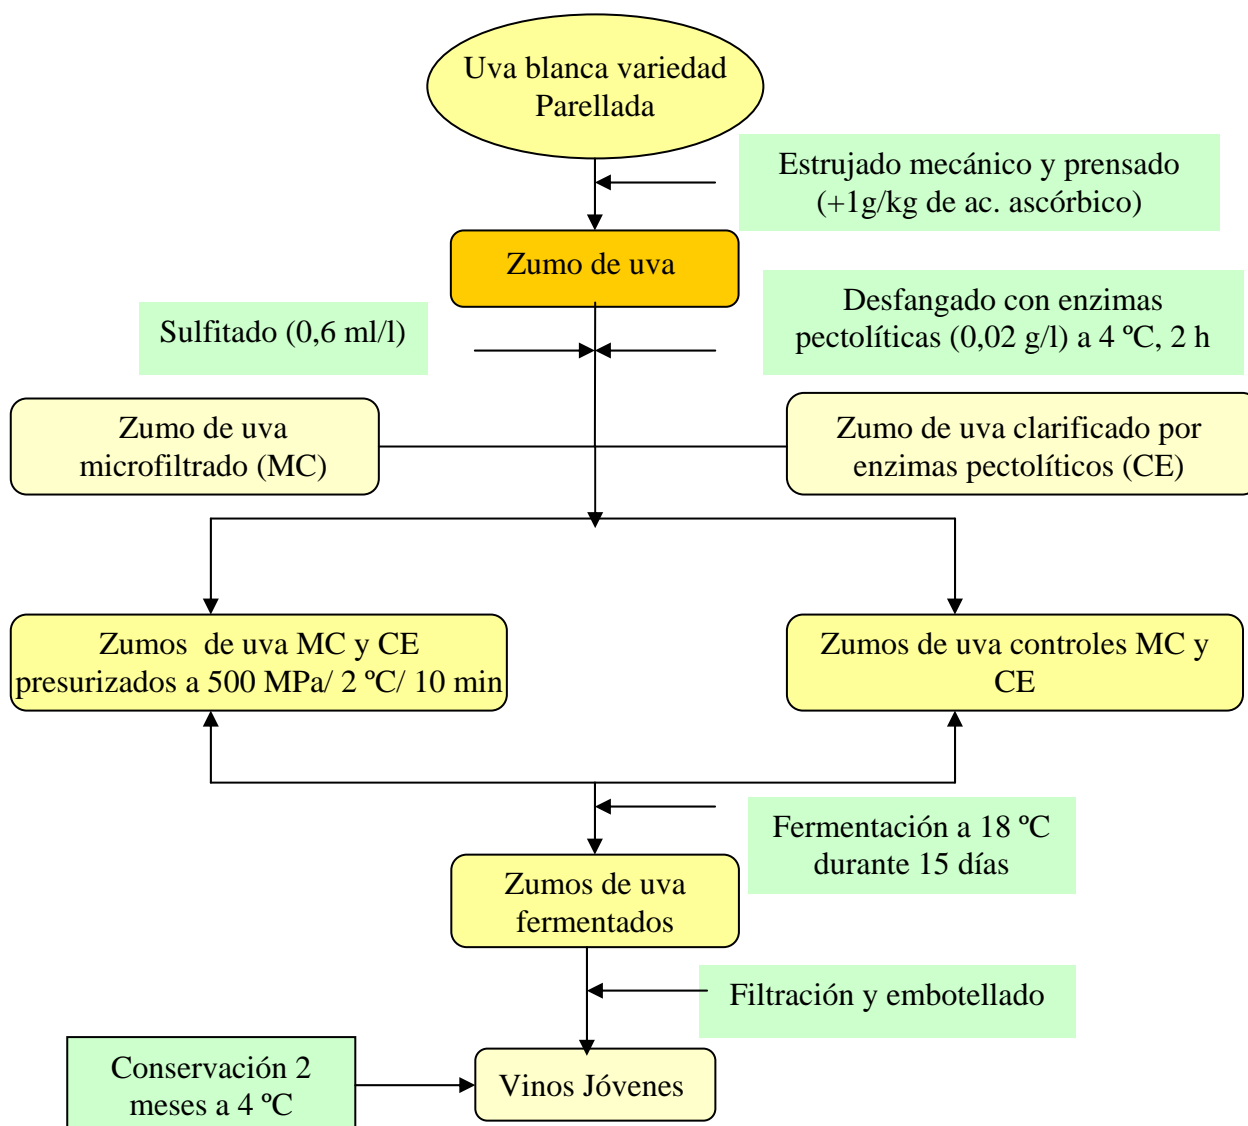 Uva blanca variedad
Parellada
Estrujado mecánico y prensado
(+1g/kg de ac. ascórbico)
Zumo de uva
Sulfitado (0,6 ml/l)
Desfangado con enzimas
pectolíticas (0,02 g/l) a 4 ºC, 2 h
Zumo de uva
microfiltrado (MC)
Zumo de uva clarificado por
enzimas pectolíticos (CE)
Zumos de uva MC y CE
presurizados a 500 MPa/ 2 ºC/ 10 min
Zumos de uva controles MC y
CE
Fermentación a 18 ºC
durante 15 días
Zumos de uva
fermentados
Filtración y embotellado
Conservación 2
meses a 4 ºC
Vinos Jóvenes